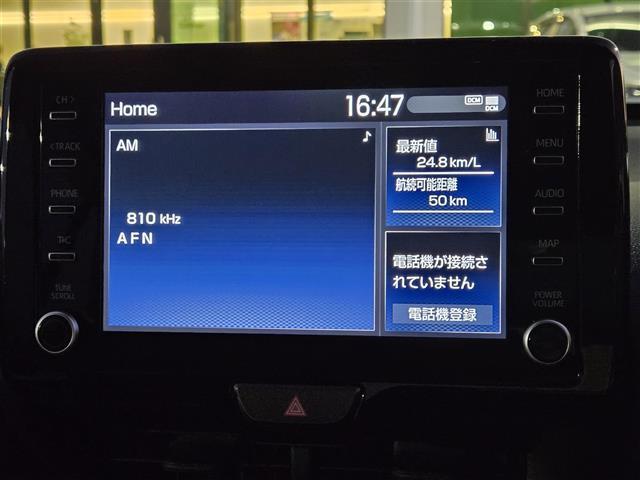 CH >
< TRACK
PHONE
T•C
TUNE
SCROLL
Home
16:47
DCM
DCM
AM
810 kHz
AFN
最新値
24.8 km/L
航続可能距離
50 km
電話機が接続さ
れていません
電話機登録
HOME
MENU
AUDIO
MAP
POWER
VOLUME